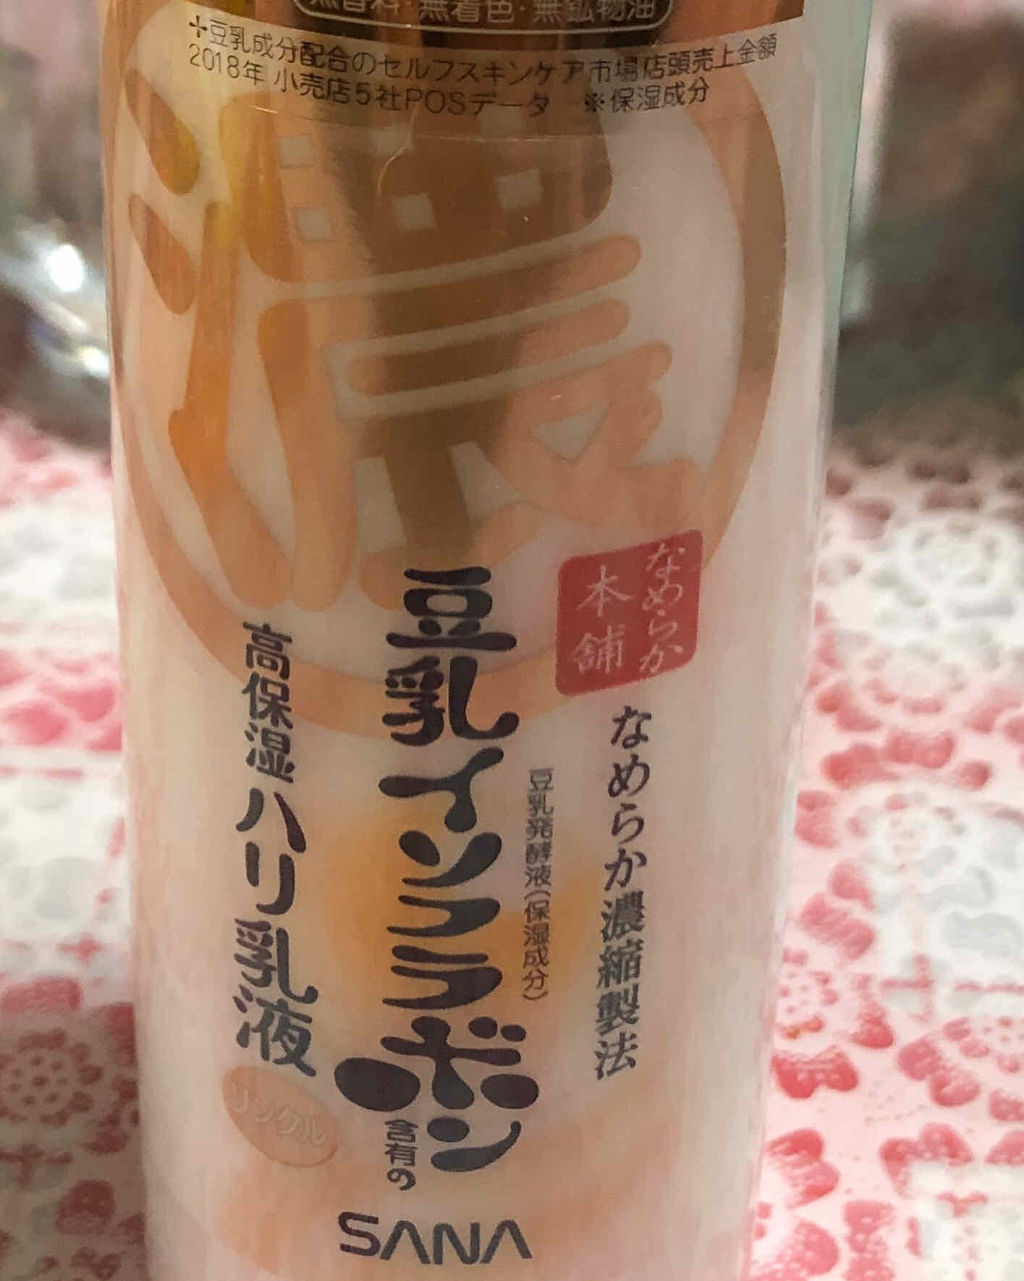 無香料・無着色・無鉱物油
✛豆乳成分配合のセルフスキンケア市場店頭売上金額
2018年 小売店5社POSデータ ※保湿成分
濃
なめらか
本舗
なめらか濃縮製法
豆乳発酵液(保湿成分)
豆乳イソフラボン
含有の
高保湿ハリ乳液
リンクル
SANA